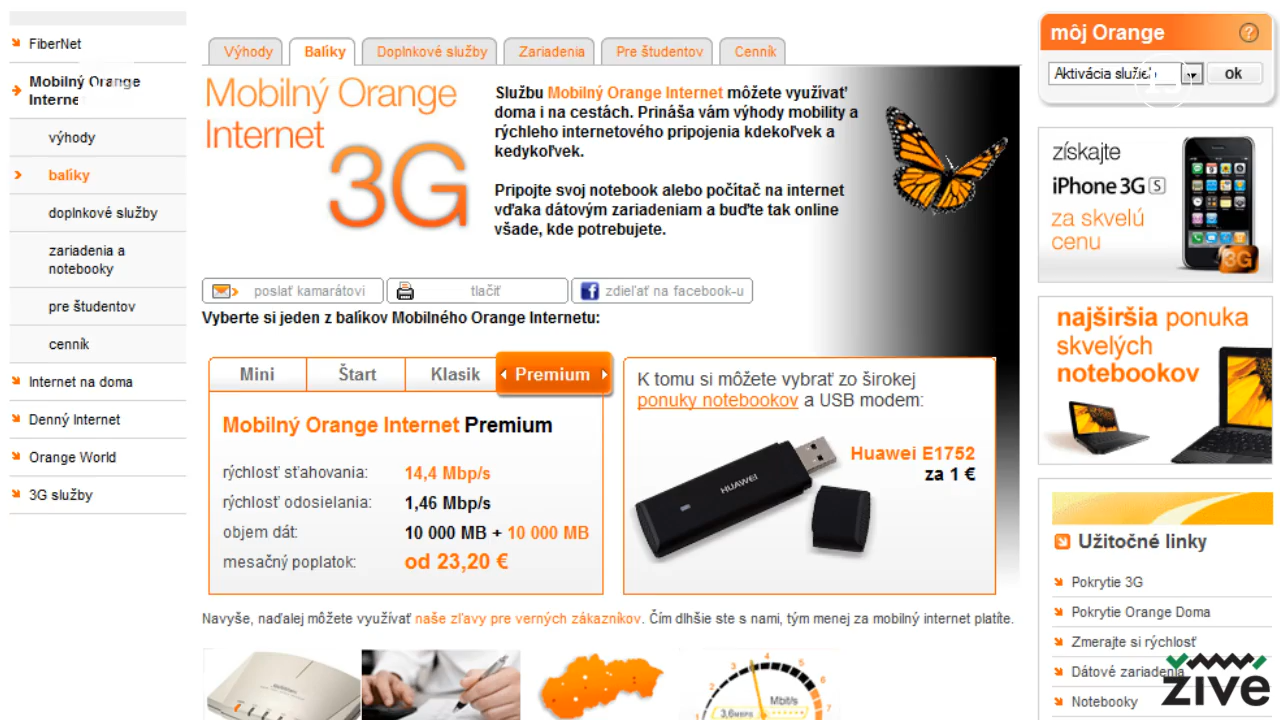 FiberNet
Mobilný Orange
Interne
výhody
balíky
doplnkové služby
zariadenia a
notebooky
pre študentov
cenník
Internet na doma
Denný Internet
Orange World
3G služby
Výhody
Balíky
Doplnkové služby
Zariadenia
Pre študentov
Cenník
Mobilný Orange
Internet
3G
Službu Mobilný Orange Internet môžete využívať
doma i na cestách. Prináša vám výhody mobility a
rýchleho internetového pripojenia kdekoľvek a
kedykoľvek.
Pripojte svoj notebook alebo počítač na internet
vďaka dátovým zariadeniam a buďte tak online
všade, kde potrebujete.
poslať kamarátovi
tlačiť
zdieľať na facebook-u
Vyberte si jeden z balíkov Mobilného Orange Internetu:
Mini
Štart
Klasik
Premium
Mobilný Orange Internet Premium
rýchlosť sťahovania: 14,4 Mbp/s
rýchlosť odosielania: 1,46 Mbp/s
objem dát: 10 000 MB + 10 000 MB
mesačný poplatok: od 23,20 €
K tomu si môžete vybrať zo širokej
ponuky notebookov a USB modem:
HUAWEI
Huawei E1752
za 1 €
Navyše, naďalej môžete využívať naše zľavy pre verných zákazníkov. Čím dlhšie ste s nami, tým menej za mobilný internet platíte.
3 4 5 6 7
Mbit/s
3,6MBPS
môj Orange
?
Aktivácia služieb
ok
získajte
iPhone 3G S
za skvelú
cenu
3G
najširšia ponuka
skvelých
notebookov
Užitočné linky
Pokrytie 3G
Pokrytie Orange Doma
Zmerajte si rýchlosť
Dátové zariadenia
Notebooky
živé